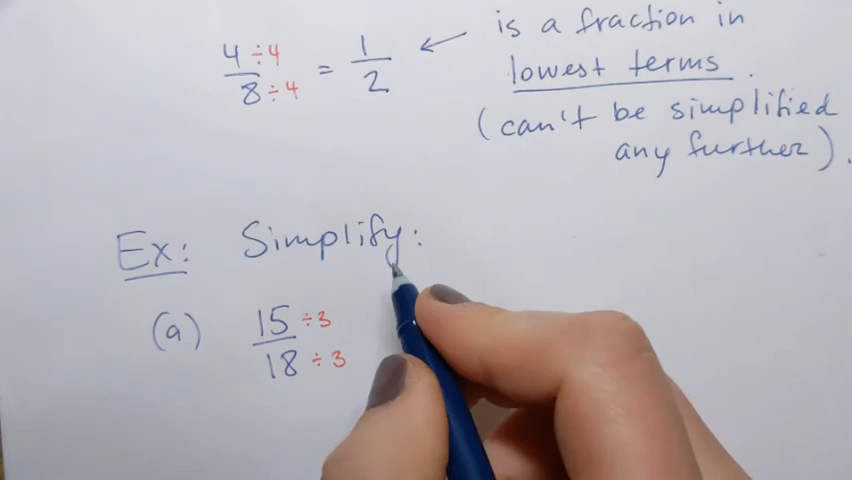 is a fraction in
4 ÷4 = 1
8 ÷4 2
lowest terms.
(can't be simplified
any further).
Ex: Simplify:
(a) 15 ÷3
18 ÷3